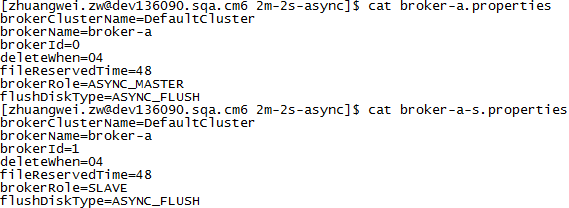 [zhuangwei.zw@dev136090.sqa.cm6 2m-2s-async]$ cat broker-a.properties
brokerClusterName=DefaultCluster
brokerName=broker-a
brokerId=0
deleteWhen=04
fileReservedTime=48
brokerRole=ASYNC_MASTER
flushDiskType=ASYNC_FLUSH
[zhuangwei.zw@dev136090.sqa.cm6 2m-2s-async]$ cat broker-a-s.properties
brokerClusterName=DefaultCluster
brokerName=broker-a
brokerId=1
deleteWhen=04
fileReservedTime=48
brokerRole=SLAVE
flushDiskType=ASYNC_FLUSH